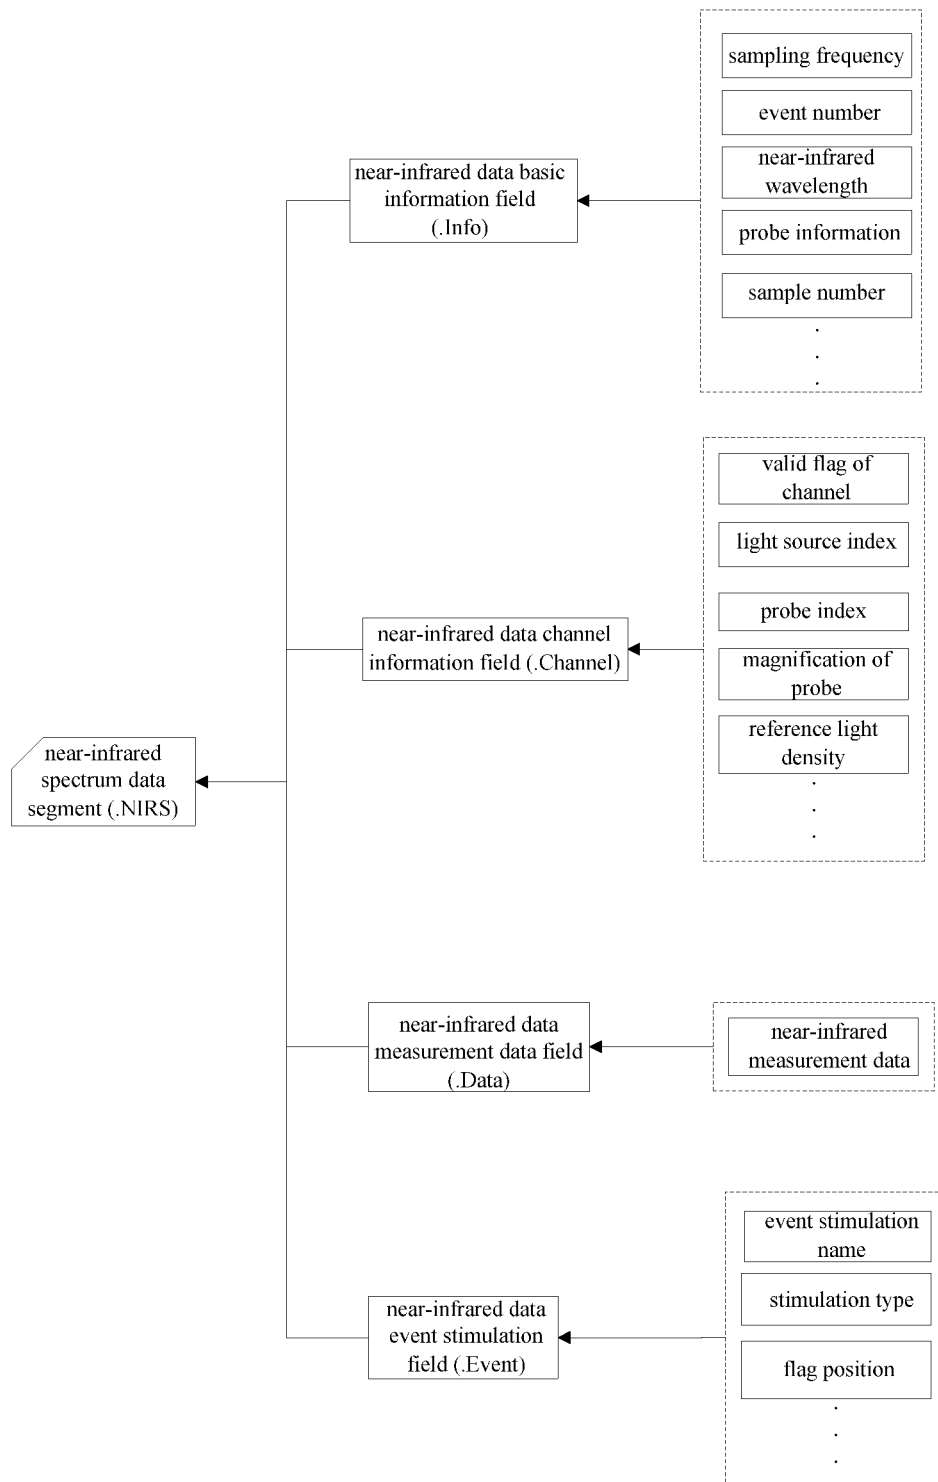 sampling frequency
event number
near-infrared
wavelength
probe information
sample number
near-infrared data basic
information field
(.Info)
valid flag of
channel
light source index
probe index
magnification of
probe
reference light
density
near-infrared data channel
information field (.Channel)
near-infrared
spectrum data
segment (.NIRS)
near-infrared data
measurement data field
(.Data)
near-infrared
measurement data
event stimulation
name
stimulation type
flag position
near-infrared data
event stimulation
field (.Event)